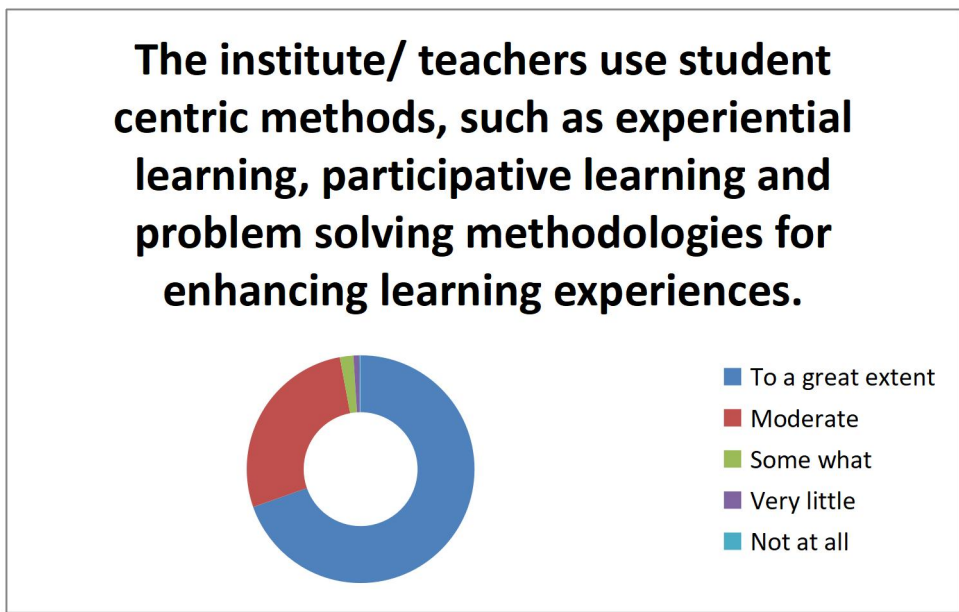 The institute/ teachers use student
centric methods, such as experiential
learning, participative learning and
problem solving methodologies for
enhancing learning experiences.
To a great extent
Moderate
Some what
Very little
Not at all